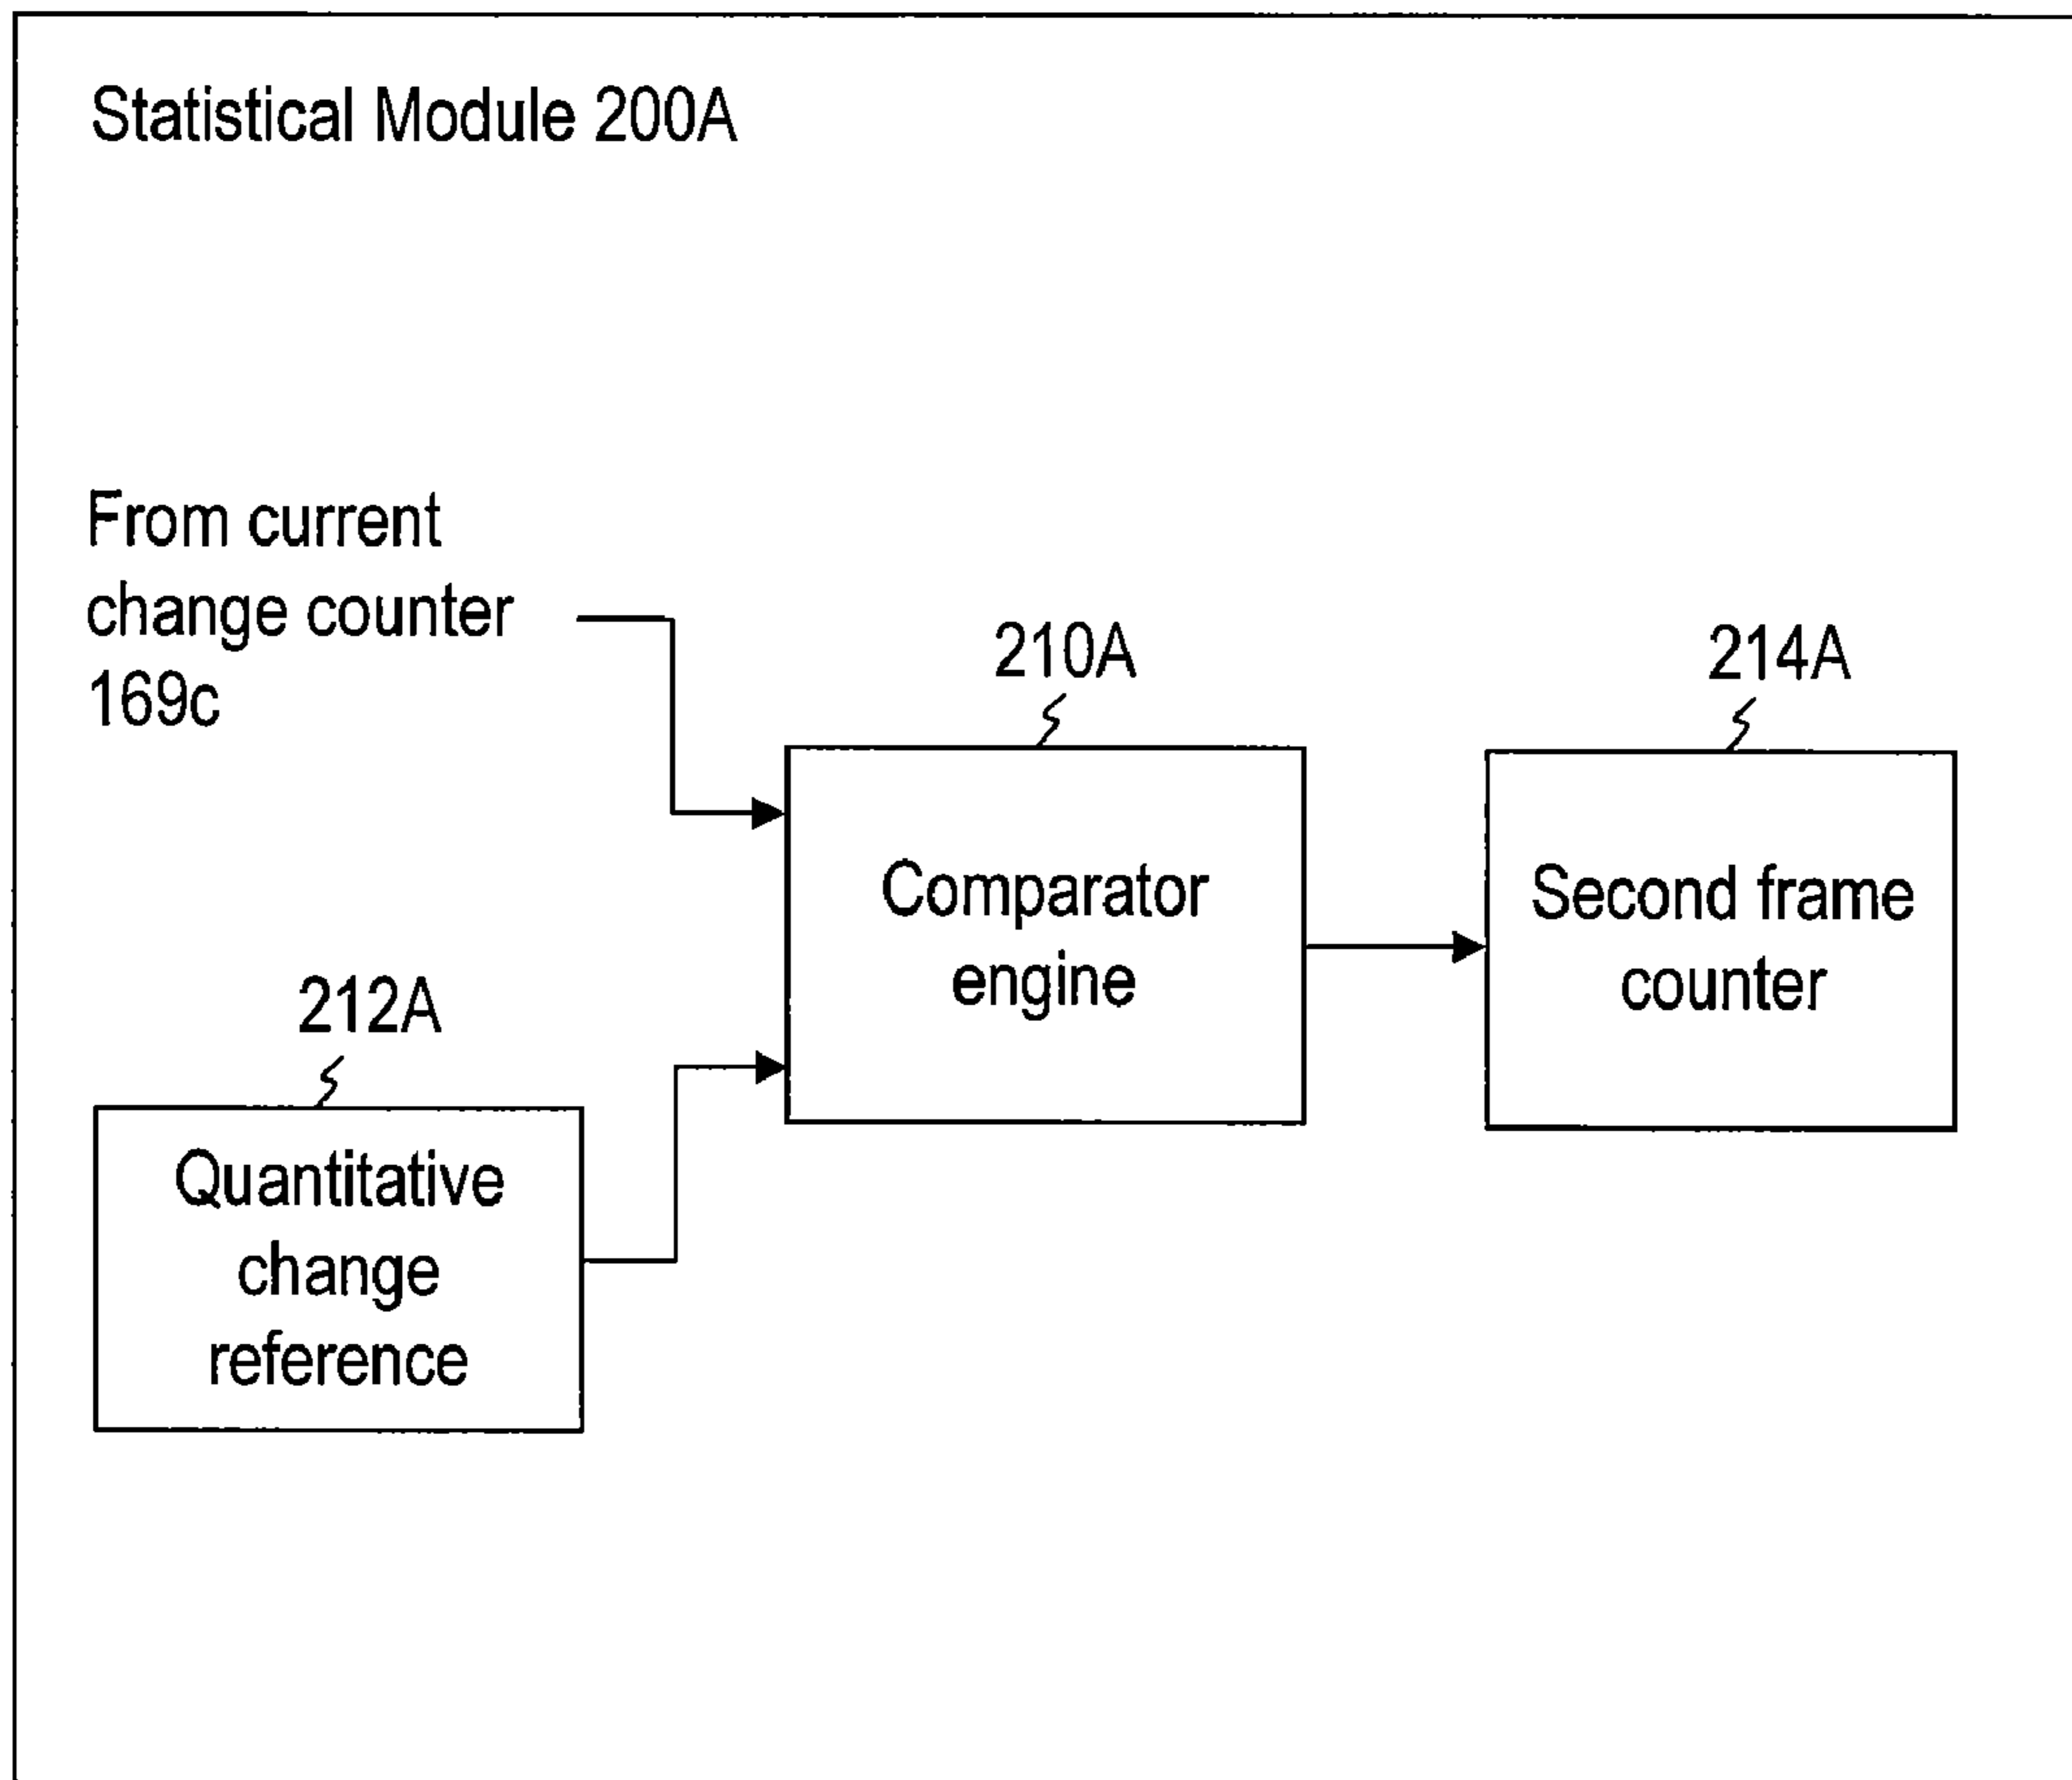 Statistical Module 200A
From current
change counter
169c
210A
214A
Comparator
engine
Second frame
counter
212A
Quantitative
change
reference